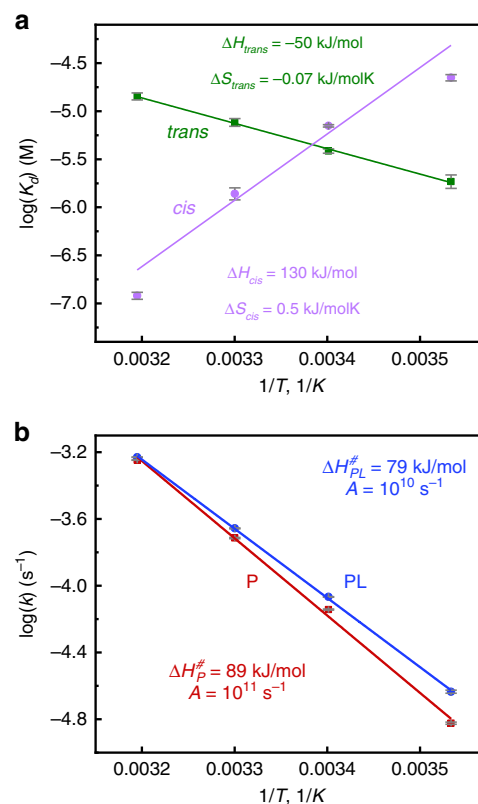 a
ΔH_trans = −50 kJ/mol
ΔS_trans = −0.07 kJ/molK
trans
cis
ΔH_cis = 130 kJ/mol
ΔS_cis = 0.5 kJ/molK
log(K_d) (M)
−4.5
−5.0
−5.5
−6.0
−6.5
−7.0
0.0032 0.0033 0.0034 0.0035
1/T, 1/K
b
ΔH^#_PL = 79 kJ/mol
A = 10^10 s^−1
P PL
ΔH^#_P = 89 kJ/mol
A = 10^11 s^−1
log(k) (s^−1)
−3.2
−3.6
−4.0
−4.4
−4.8
0.0032 0.0033 0.0034 0.0035
1/T, 1/K